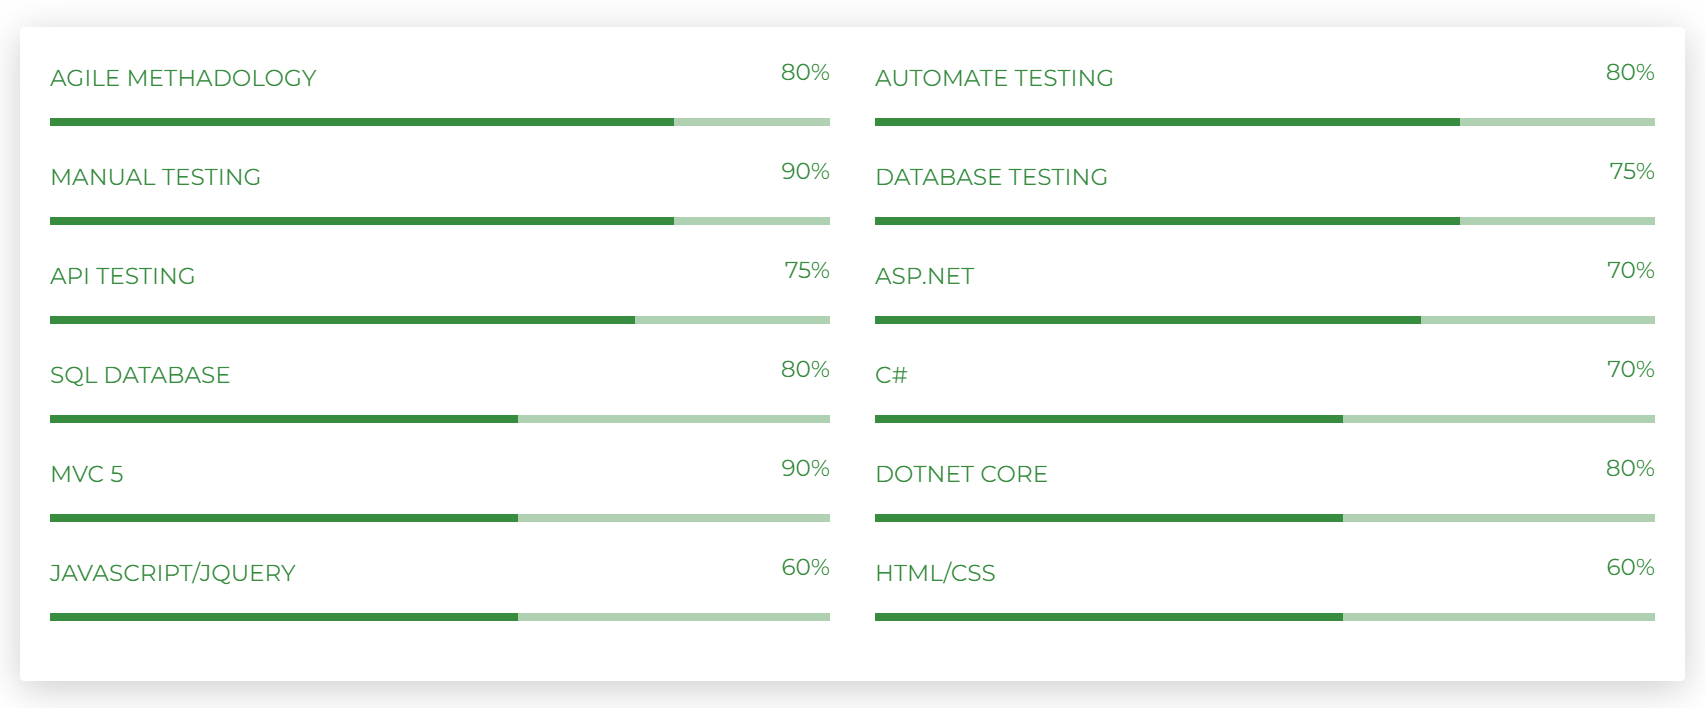 AGILE METHADOLOGY 80%
AUTOMATE TESTING 80%
MANUAL TESTING 90%
DATABASE TESTING 75%
API TESTING 75%
ASP.NET 70%
SQL DATABASE 80%
C# 70%
MVC 5 90%
DOTNET CORE 80%
JAVASCRIPT/JQUERY 60%
HTML/CSS 60%